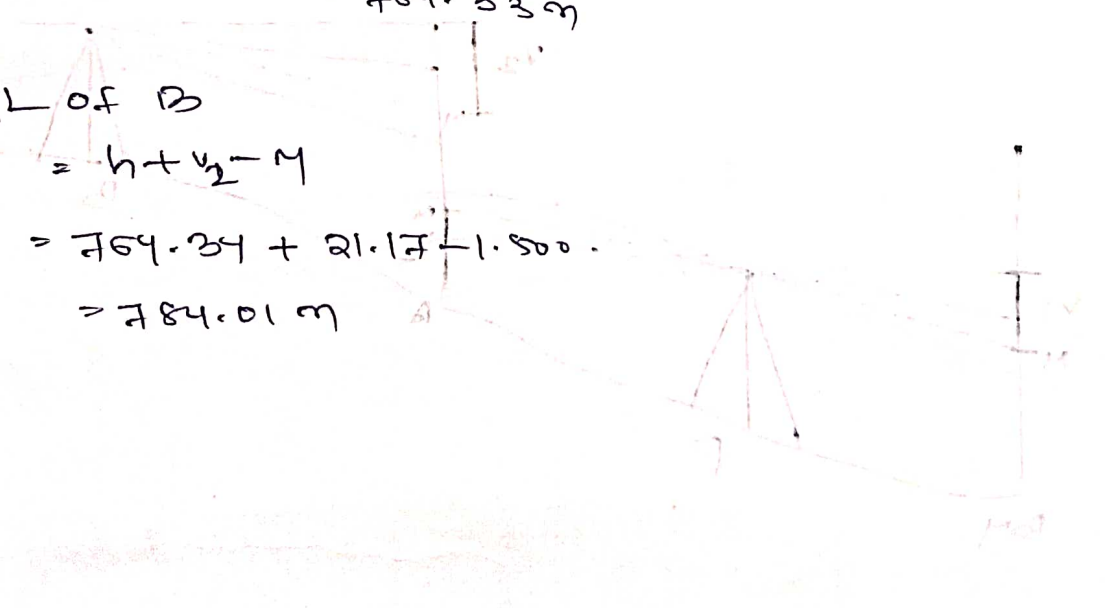 L of B
= h + v2 - M
= 764.34 + 21.17 - 1.500.
= 784.01 m
A